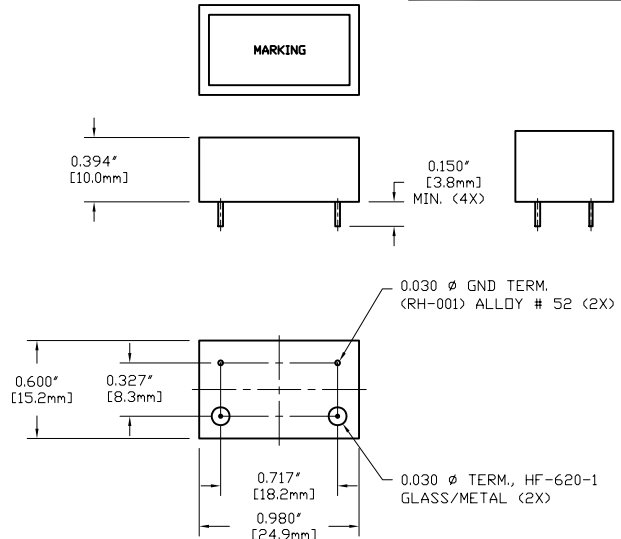 MARKING
0.394"
[10.0mm]
0.150"
[3.8mm]
MIN. (4X)
0.030 Ø GND TERM.
(RH-001) ALLOY # 52 (2X)
0.600"
[15.2mm]
0.327"
[8.3mm]
0.717"
[18.2mm]
0.980"
[24.9mm]
0.030 Ø TERM., HF-620-1
GLASS/METAL (2X)